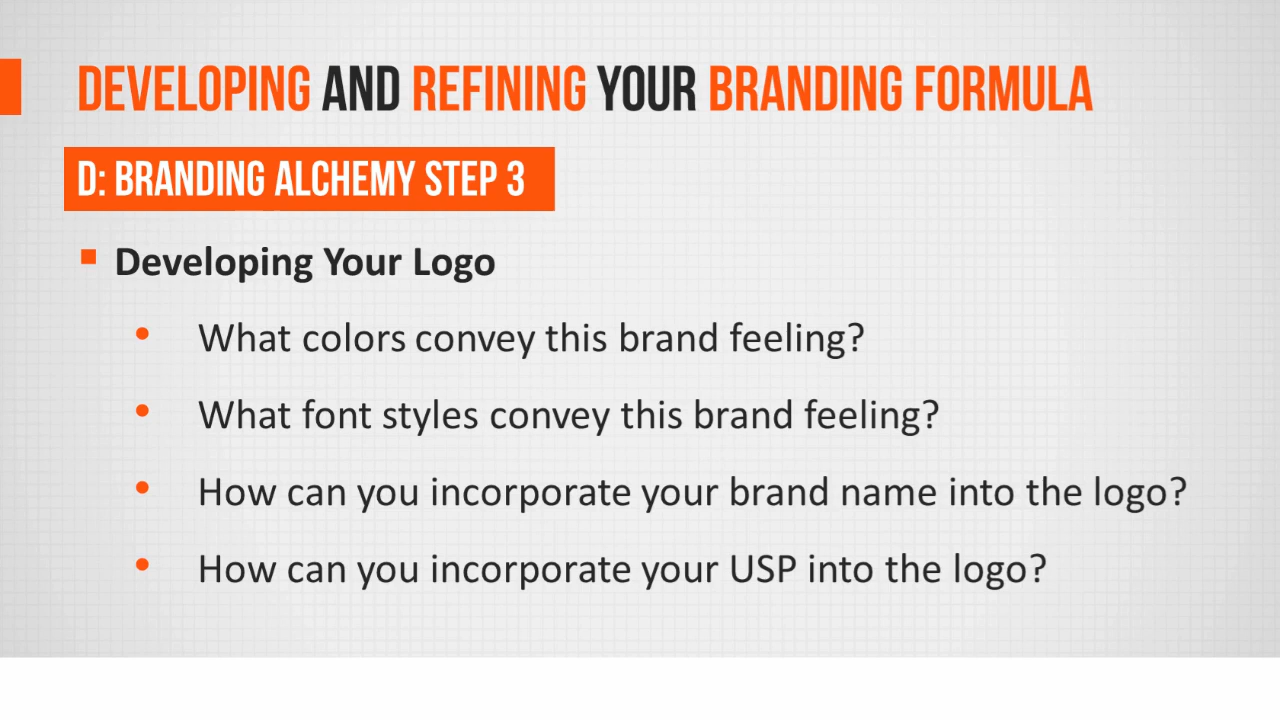 DEVELOPING AND REFINING YOUR BRANDING FORMULA
D: BRANDING ALCHEMY STEP 3
Developing Your Logo
What colors convey this brand feeling?
What font styles convey this brand feeling?
How can you incorporate your brand name into the logo?
How can you incorporate your USP into the logo?